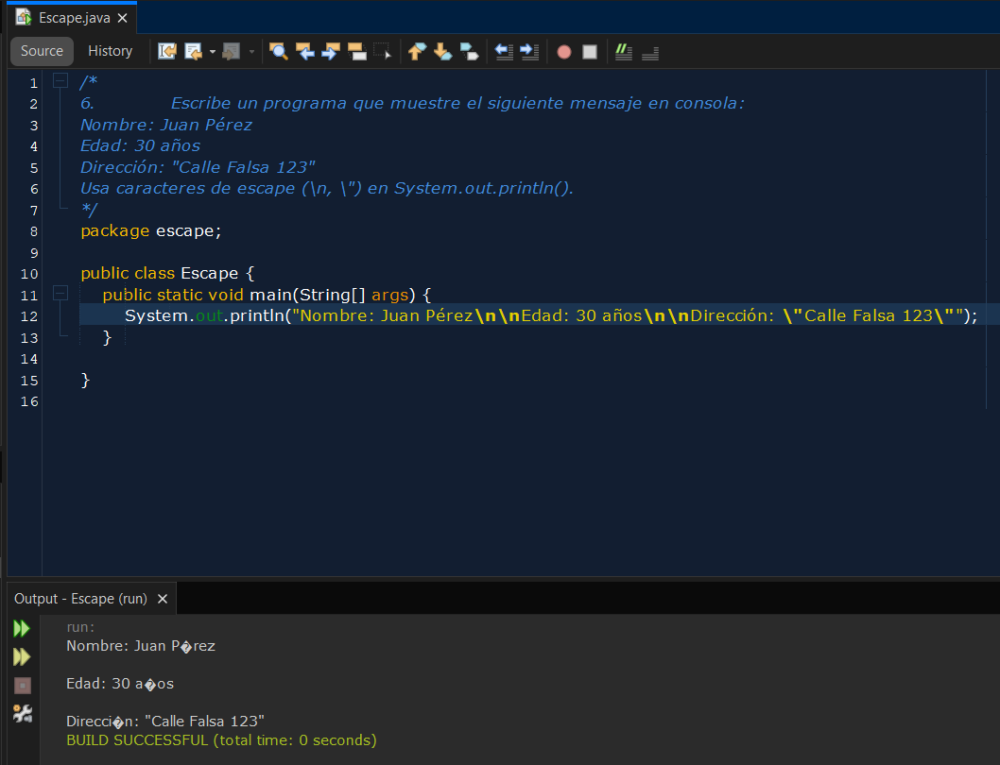 Escape.java
Source History
1 /*
2 6. Escribe un programa que muestre el siguiente mensaje en consola:
3 Nombre: Juan Pérez
4 Edad: 30 años
5 Dirección: "Calle Falsa 123"
6 Usa caracteres de escape (\n, \") en System.out.println().
7 */
8 package escape;
9
10 public class Escape {
11 public static void main(String[] args) {
12 System.out.println("Nombre: Juan Pérez\n\nEdad: 30 años\n\nDirección: \"Calle Falsa 123\"");
13 }
14
15 }
16
Output - Escape (run)
run:
Nombre: Juan P�rez
Edad: 30 a�os
Direcci�n: "Calle Falsa 123"
BUILD SUCCESSFUL (total time: 0 seconds)